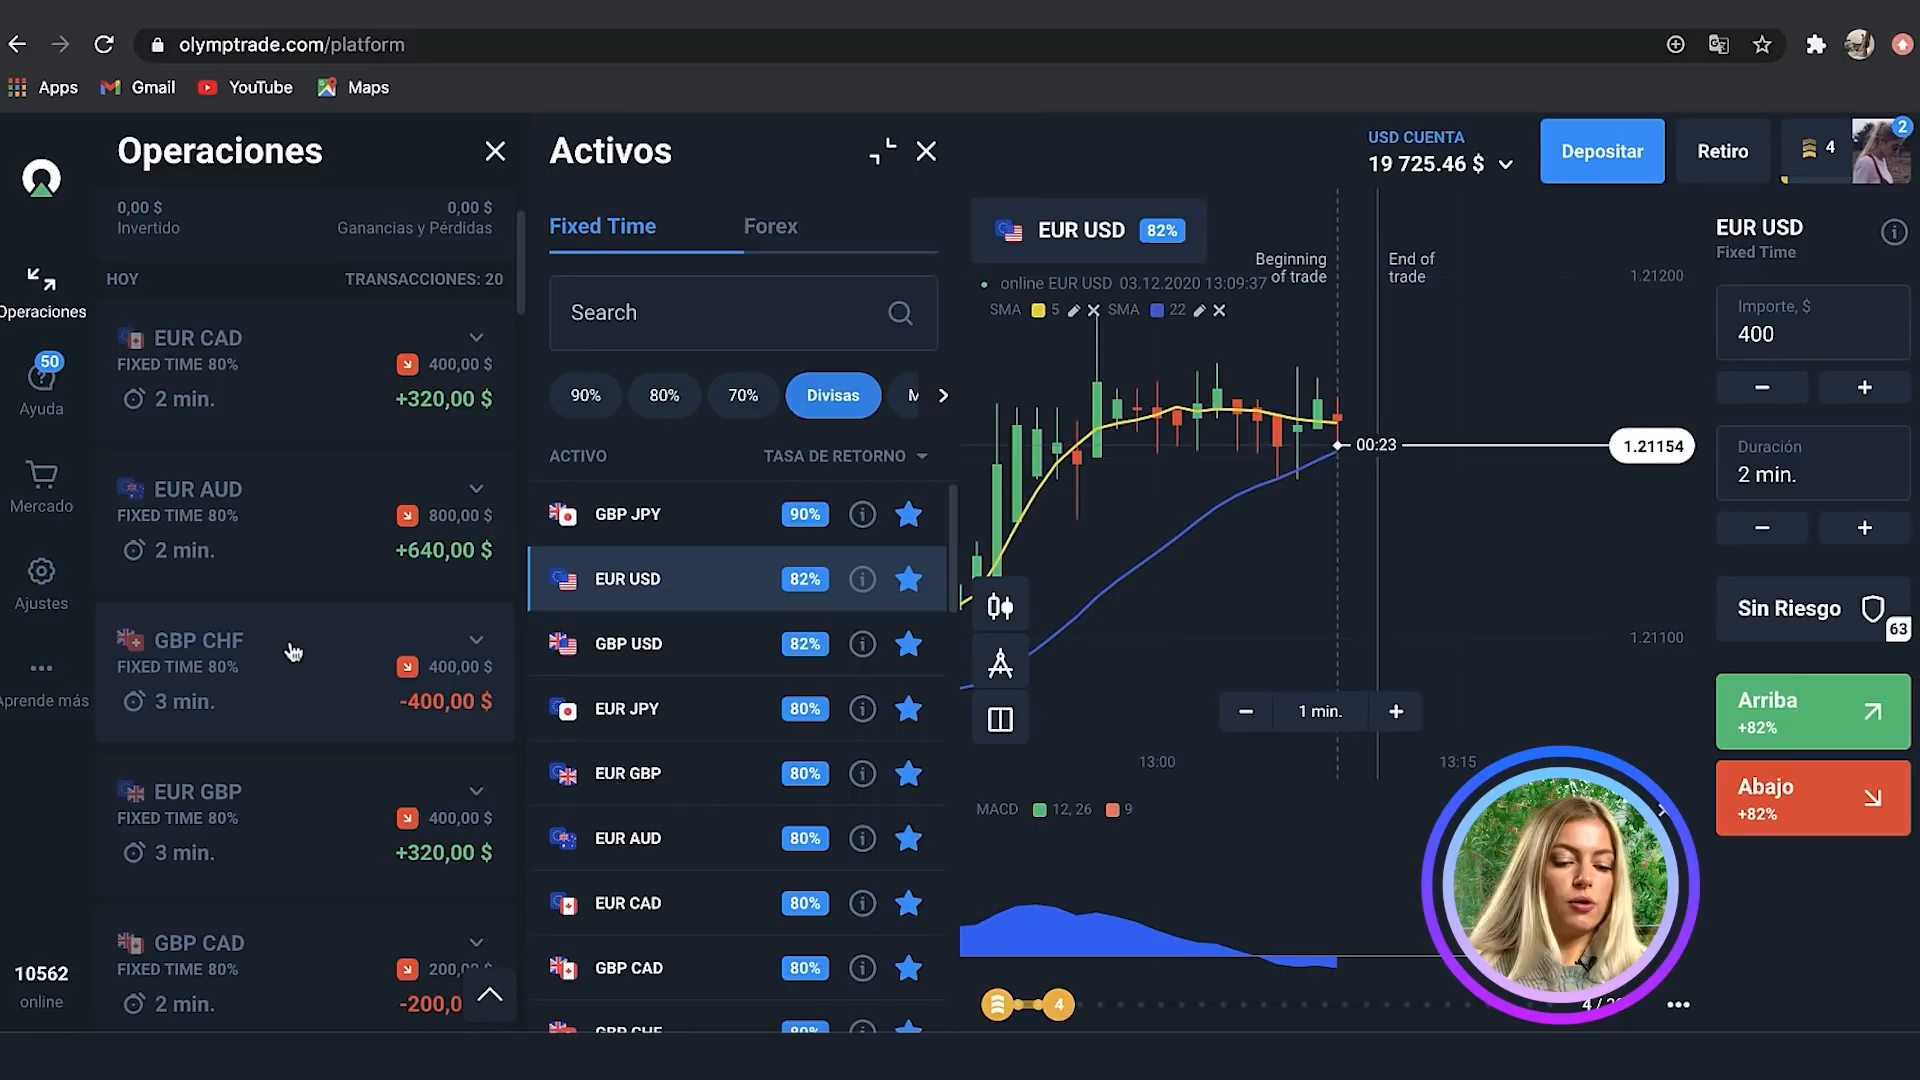 olymptrade.com/platform
Apps Gmail YouTube Maps
Operaciones
0,00 $ 0,00 $
Invertido Ganancias y Pérdidas
HOY TRANSACCIONES: 20
EUR CAD
FIXED TIME 80% 400,00 $
2 min. +320,00 $
EUR AUD
FIXED TIME 80% 800,00 $
2 min. +640,00 $
GBP CHF
FIXED TIME 80% 400,00 $
3 min. -400,00 $
EUR GBP
FIXED TIME 80% 400,00 $
3 min. +320,00 $
GBP CAD
FIXED TIME 80%
2 min. -200,0
Operaciones
50
Ayuda
Mercado
Ajustes
Aprende más
10562
online
Activos
Fixed Time Forex
Search
90% 80% 70% Divisas
ACTIVO TASA DE RETORNO
GBP JPY 90%
EUR USD 82%
GBP USD 82%
EUR JPY 80%
EUR GBP 80%
EUR AUD 80%
EUR CAD 80%
GBP CAD 80%
GBP CHF 80%
USD CUENTA
19 725.46 $
Depositar
Retiro
4
2
EUR USD 82%
Beginning
of trade
End of
trade
online EUR USD 03.12.2020 13:09:37
SMA 5 SMA 22
1.21200
00:23
1.21154
1.21100
1 min.
13:00 13:15
MACD 12, 26 9
4
EUR USD
Fixed Time
Importe, $
400
Duración
2 min.
Sin Riesgo
63
Arriba
+82%
Abajo
+82%